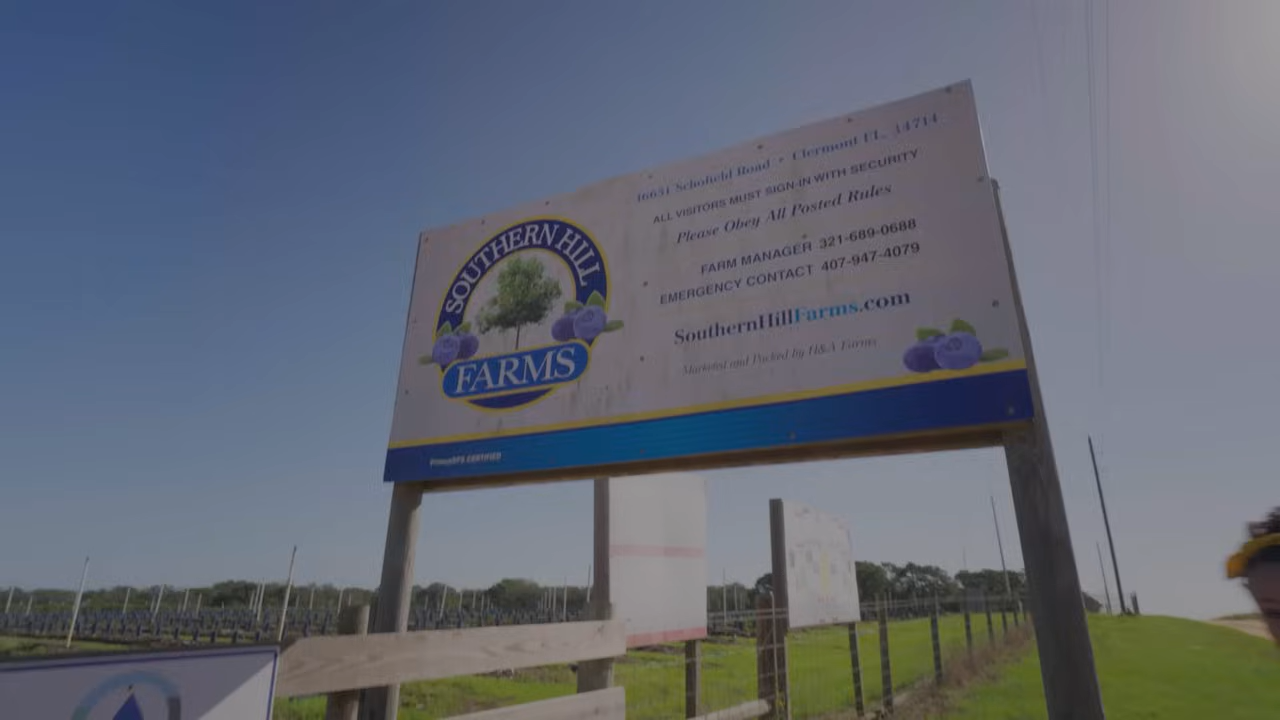 SOUTHERN HILL
FARMS
16651 Schofield Road • Clermont FL, 34714
ALL VISITORS MUST SIGN-IN WITH SECURITY
Please Obey All Posted Rules
FARM MANAGER 321-689-0688
EMERGENCY CONTACT 407-947-4079
SouthernHillFarms.com
Marketed and Packed by H&A Farms
PrimusGFS CERTIFIED